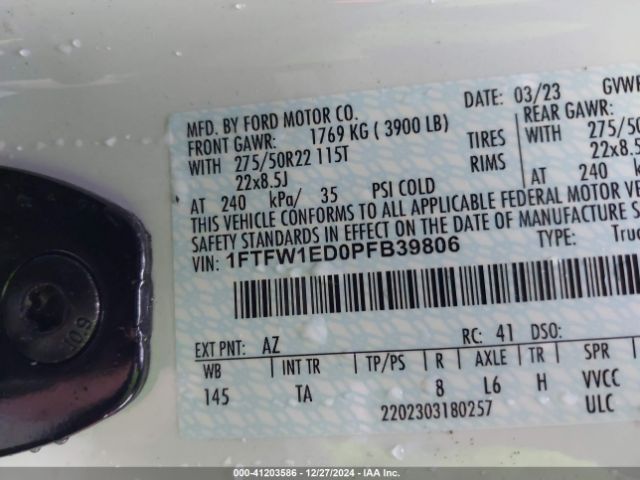 DATE: 03/23 GVWR
MFD. BY FORD MOTOR CO.
FRONT GAWR: 1769 KG ( 3900 LB) REAR GAWR:
WITH 275/50R22 115T TIRES WITH 275/50
22x8.5J RIMS 22x8.5
AT 240 kPa/ 35 PSI COLD AT 240
THIS VEHICLE CONFORMS TO ALL APPLICABLE FEDERAL MOTOR
SAFETY STANDARDS IN EFFECT ON THE DATE OF MANUFACTURE
VIN: 1FTFW1ED0PFB39806 TYPE: Truc
EXT PNT: AZ RC: 41 DSO:
WB INT TR TP/PS R AXLE TR SPR
145 TA 8 L6 H VVCC
2202303180257 ULC
60.1
000-41203586 - 12/27/2024 - IAA Inc.